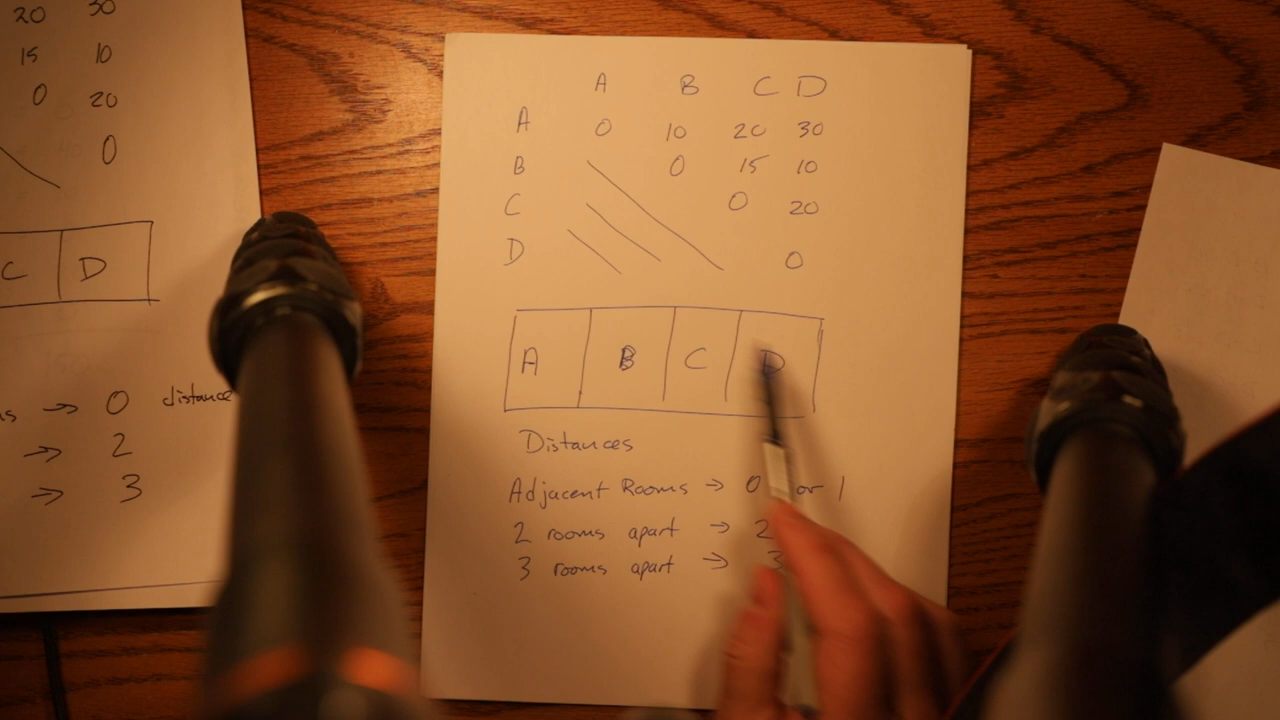 20 30
15 10
0 20
0
C D
0 distance
2
3
A B C D
A 0 10 20 30
B 0 15 10
C 0 20
D 0
A B C D
Distances
Adjacent Rooms → 0 or 1
2 rooms apart → 2
3 rooms apart → 3